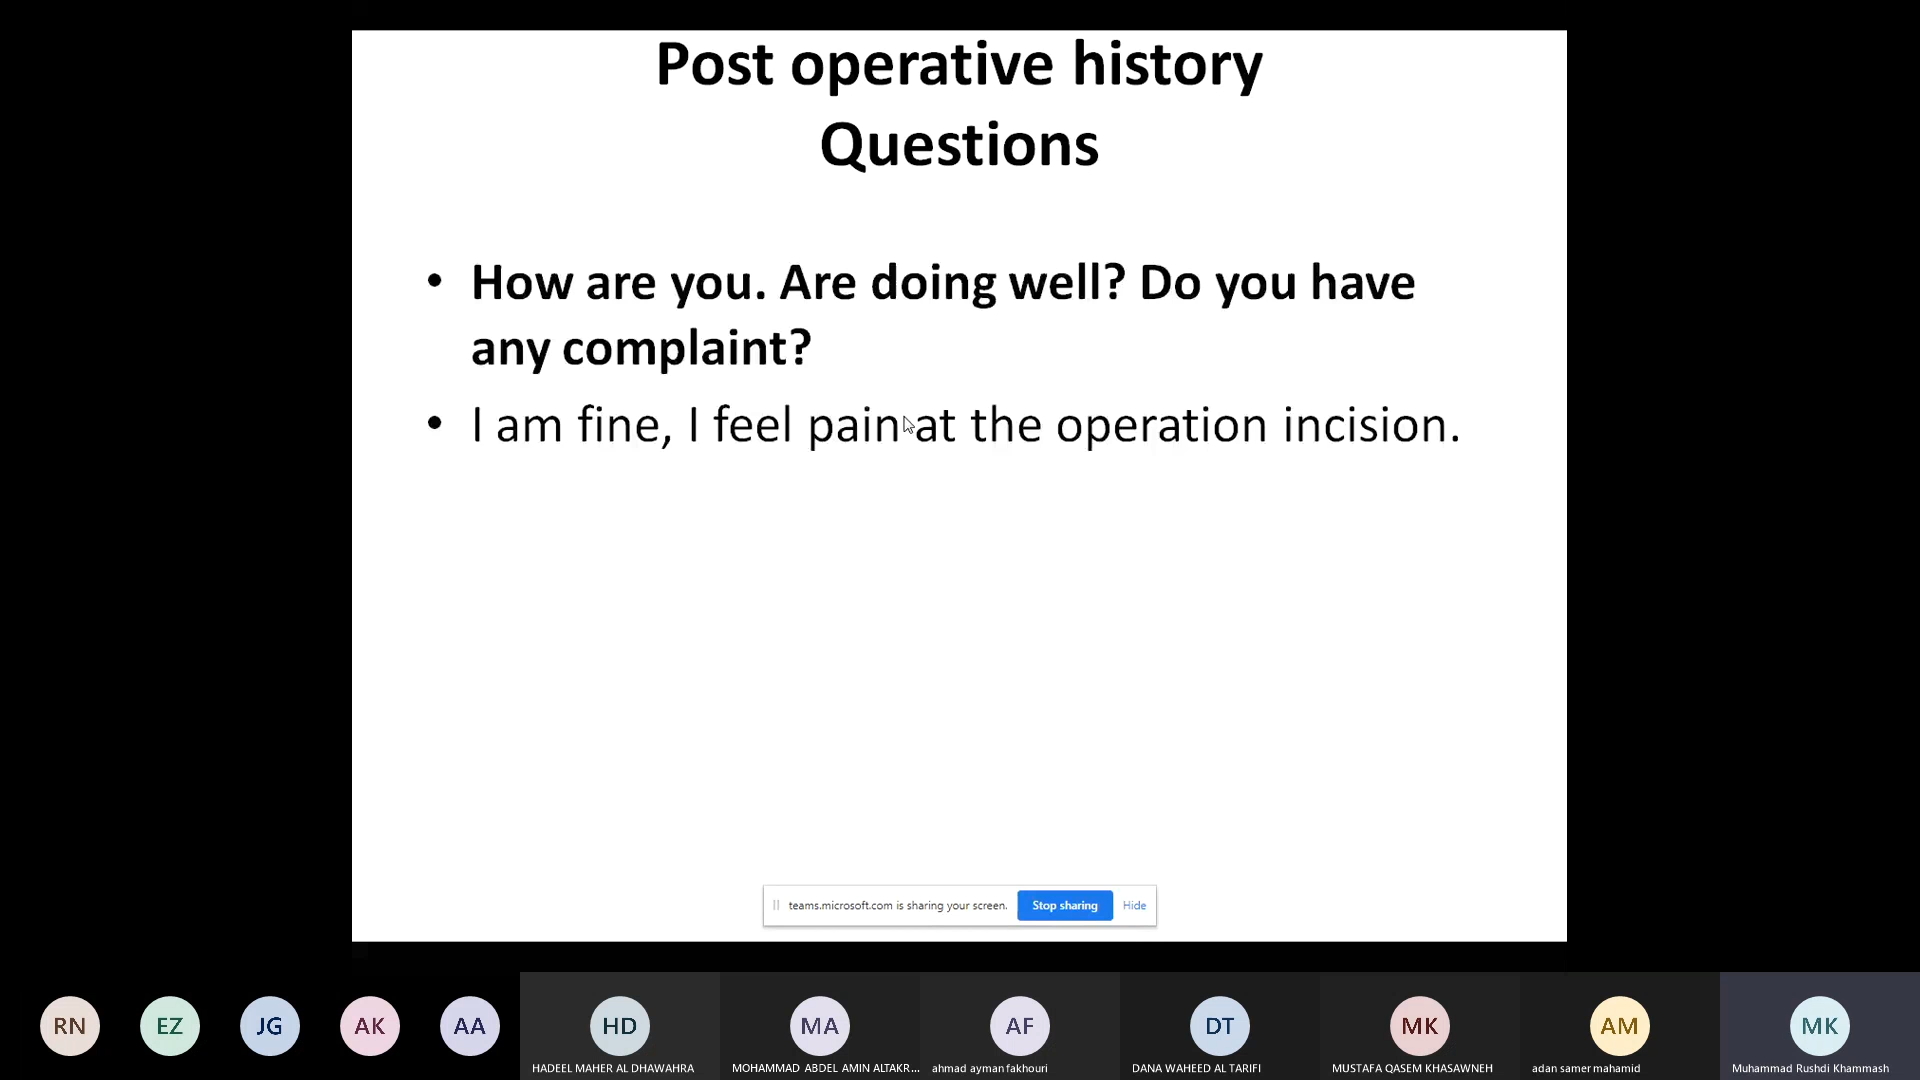 Post operative history
Questions
• How are you. Are doing well? Do you have
any complaint?
• I am fine, I feel pain at the operation incision.
teams.microsoft.com is sharing your screen. Stop sharing Hide
RN EZ JG AK AA HD MA AF DT MK AM MK
HADEEL MAHER AL DHAWAHRA MOHAMMAD ABDEL AMIN ALTAKR... ahmad ayman fakhouri DANA WAHEED AL TARIFI MUSTAFA QASEM KHASAWNEH adan samer mahamid Muhammad Rushdi Khammash